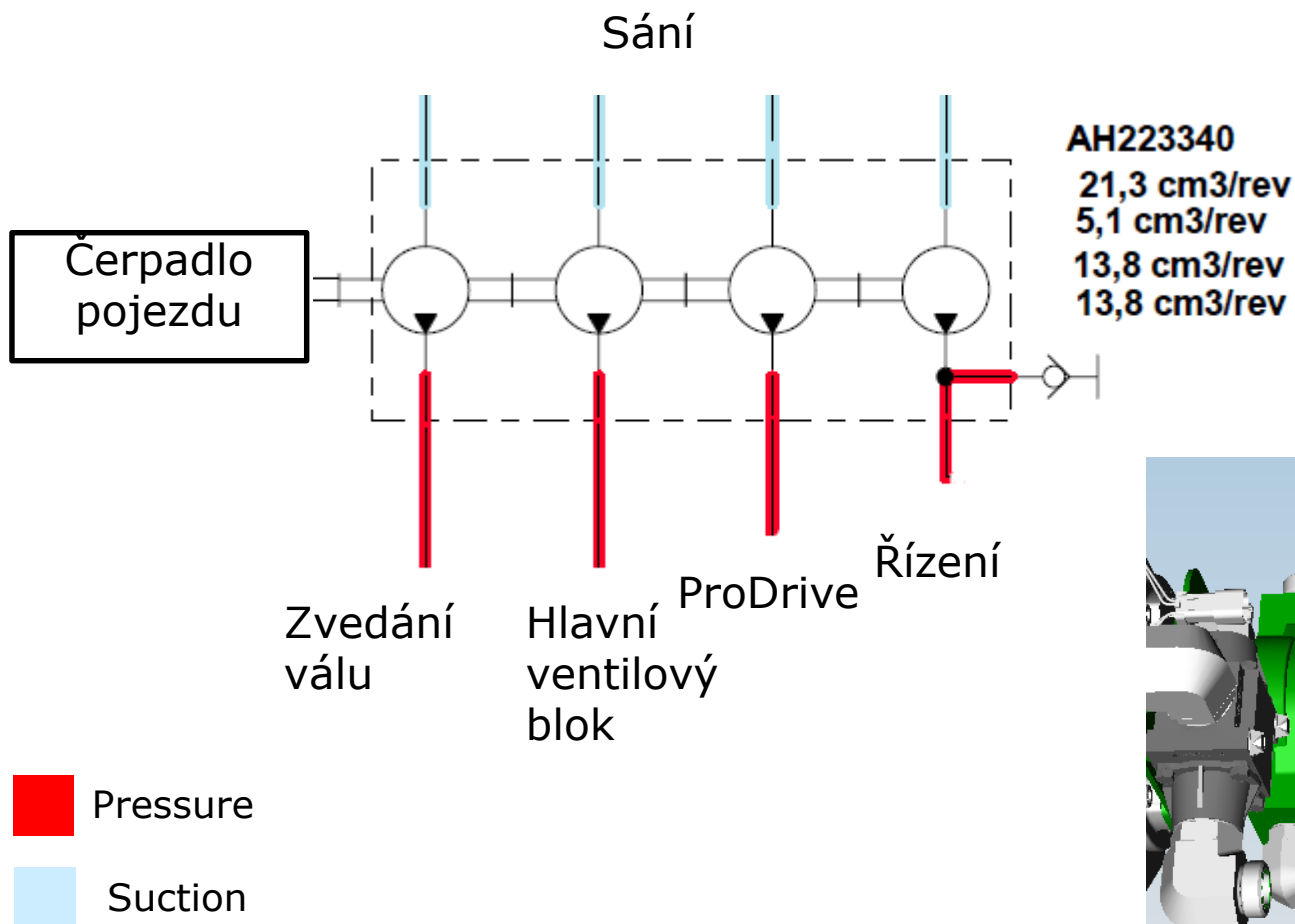 Sání
AH223340
21,3 cm3/rev
5,1 cm3/rev
13,8 cm3/rev
13,8 cm3/rev
Čerpadlo
pojezdu
Zvedání
válu
Hlavní
ventilový
blok
ProDrive
Řízení
Pressure
Suction